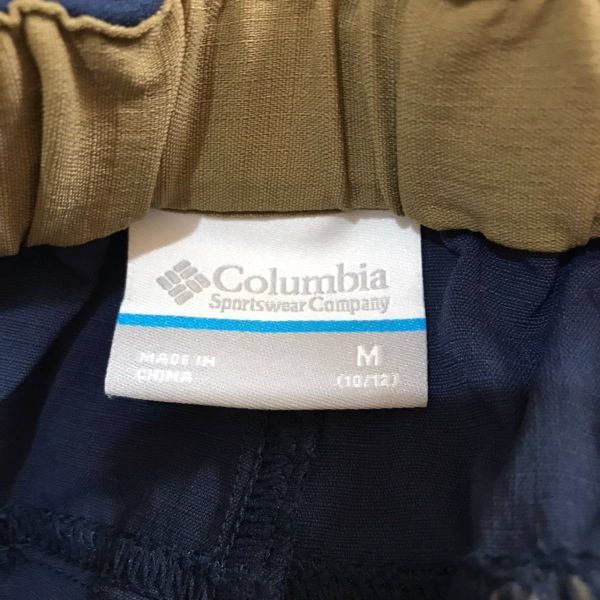 Columbia
Sportswear Company
MADE IN
CHINA
M
(10/12)